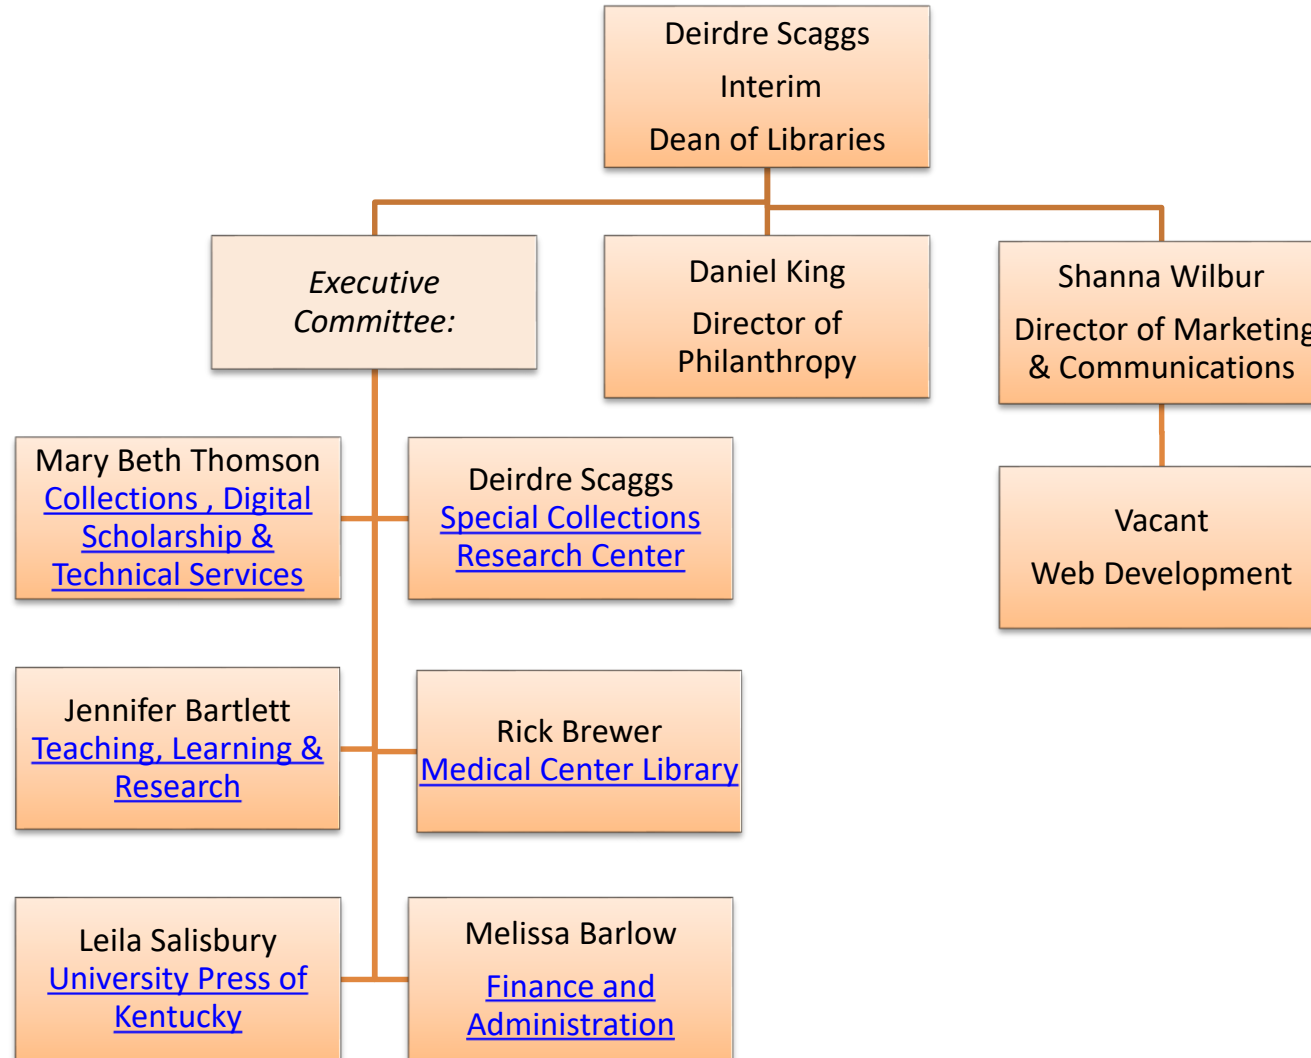 Deirdre Scaggs
Interim
Dean of Libraries
Executive
Committee:
Daniel King
Director of
Philanthropy
Shanna Wilbur
Director of Marketing
& Communications
Mary Beth Thomson
Collections , Digital
Scholarship &
Technical Services
Deirdre Scaggs
Special Collections
Research Center
Vacant
Web Development
Jennifer Bartlett
Teaching, Learning &
Research
Rick Brewer
Medical Center Library
Leila Salisbury
University Press of
Kentucky
Melissa Barlow
Finance and
Administration